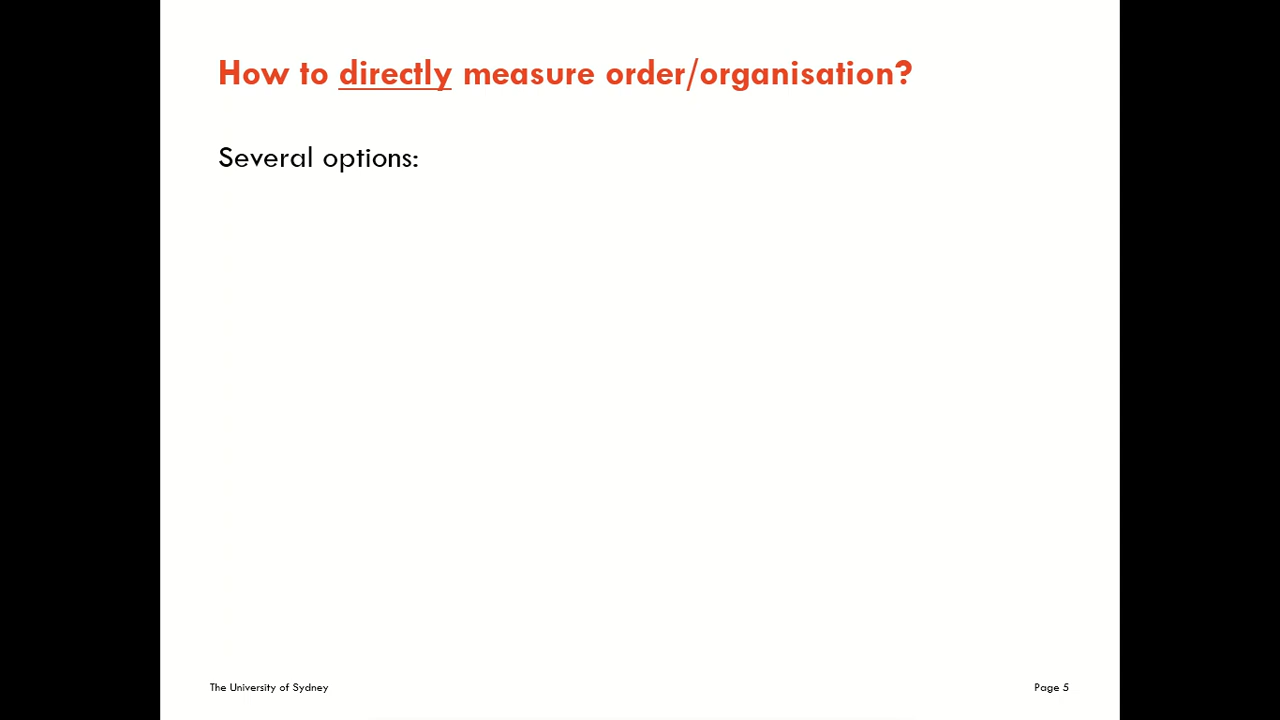 How to directly measure order/organisation?
Several options:
The University of Sydney
Page 5